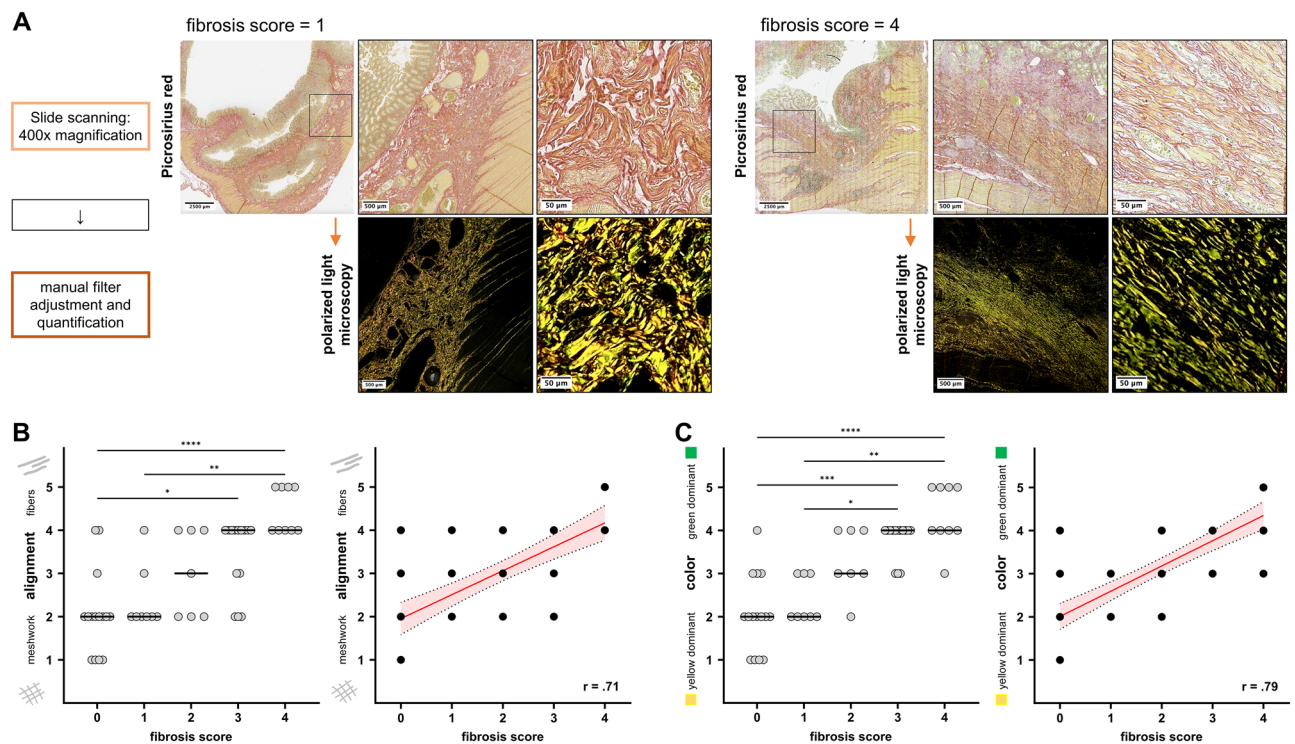 A
fibrosis score = 1
fibrosis score = 4
Slide scanning:
400x magnification
↓
manual filter
adjustment and
quantification
Picrosirius red
2500 µm
500 µm
50 µm
polarized light
microscopy
500 µm
50 µm
Picrosirius red
2500 µm
500 µm
50 µm
polarized light
microscopy
500 µm
50 µm
B
alignment
meshwork
fibers
5
4
3
2
1
****
**
*
0 1 2 3 4
fibrosis score
alignment
meshwork
fibers
5
4
3
2
1
r = .71
0 1 2 3 4
fibrosis score
C
color
yellow dominant
green dominant
5
4
3
2
1
****
**
***
*
0 1 2 3 4
fibrosis score
color
yellow dominant
green dominant
5
4
3
2
1
r = .79
0 1 2 3 4
fibrosis score